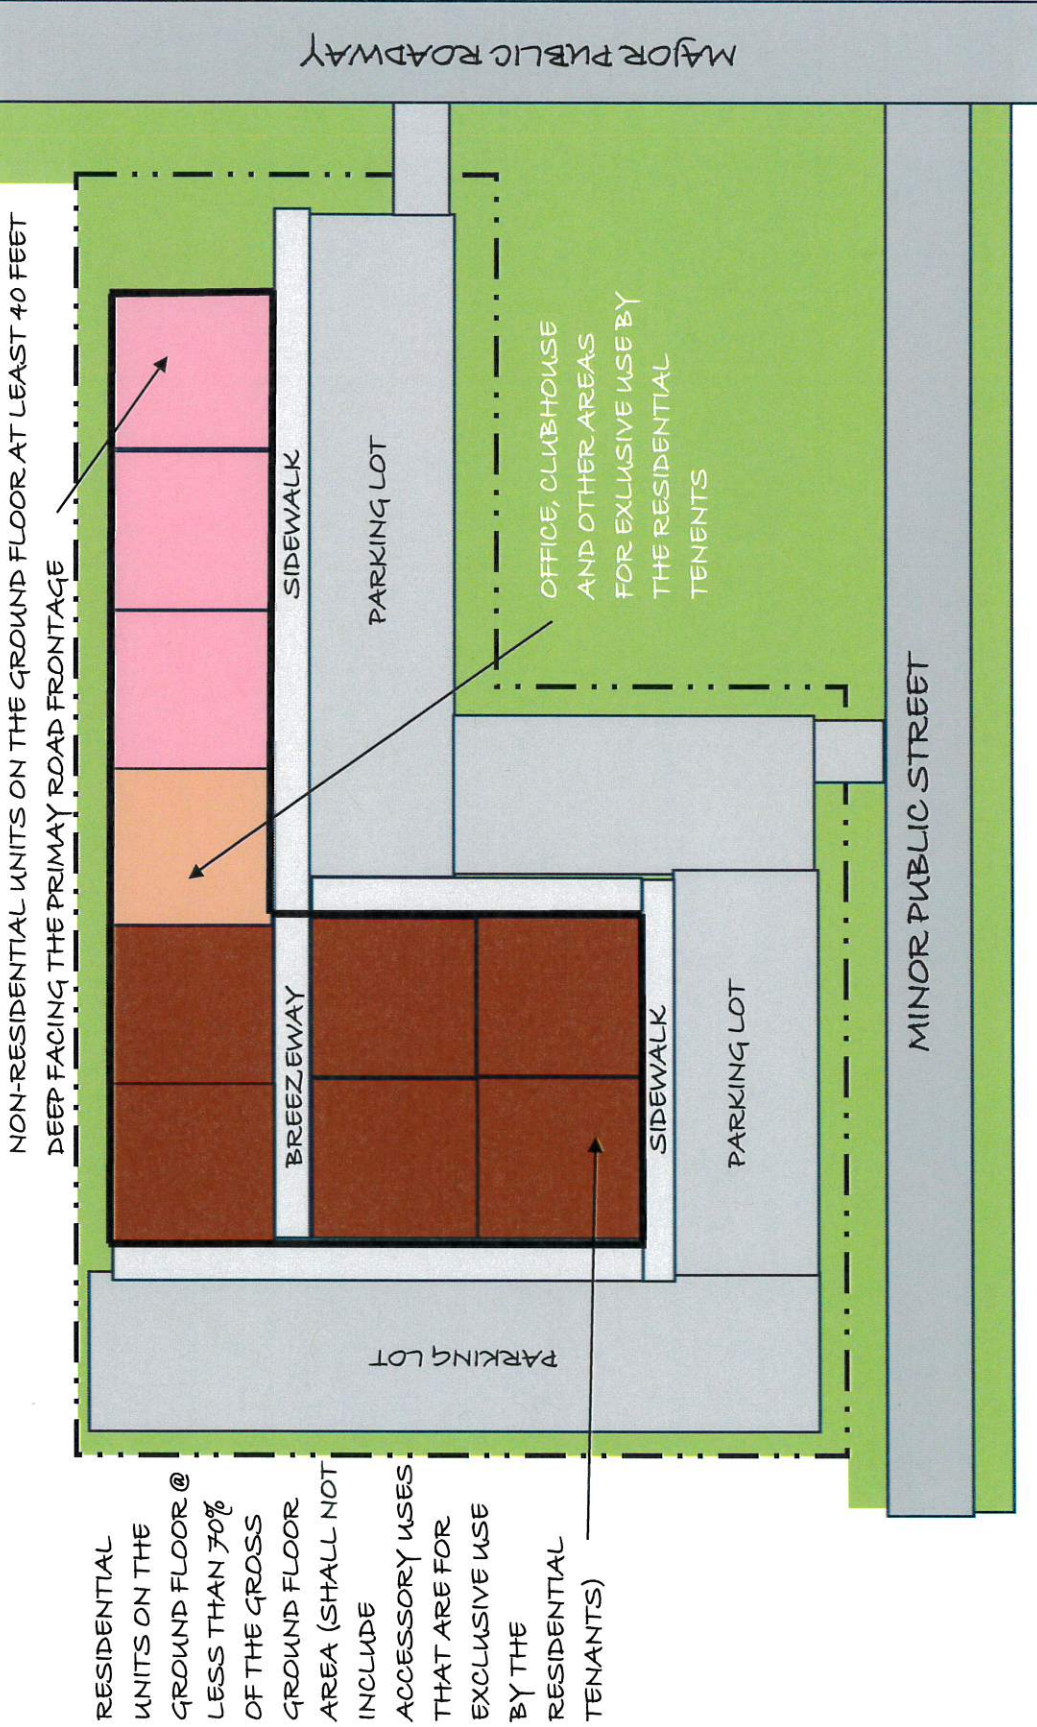 NON-RESIDENTIAL UNITS ON THE GROUND FLOOR AT LEAST 40 FEET
DEEP FACING THE PRIMAY ROAD FRONTAGE
MAJOR PUBLIC ROADWAY
SIDEWALK
PARKING LOT
OFFICE, CLUBHOUSE
AND OTHER AREAS
FOR EXLUSIVE USE BY
THE RESIDENTIAL
TENENTS
BREEZEWAY
SIDEWALK
PARKING LOT
MINOR PUBLIC STREET
PARKING LOT
RESIDENTIAL
UNITS ON THE
GROUND FLOOR @
LESS THAN 70%
OF THE GROSS
GROUND FLOOR
AREA (SHALL NOT
INCLUDE
ACCESSORY USES
THAT ARE FOR
EXCLUSIVE USE
BY THE
RESIDENTIAL
TENANTS)